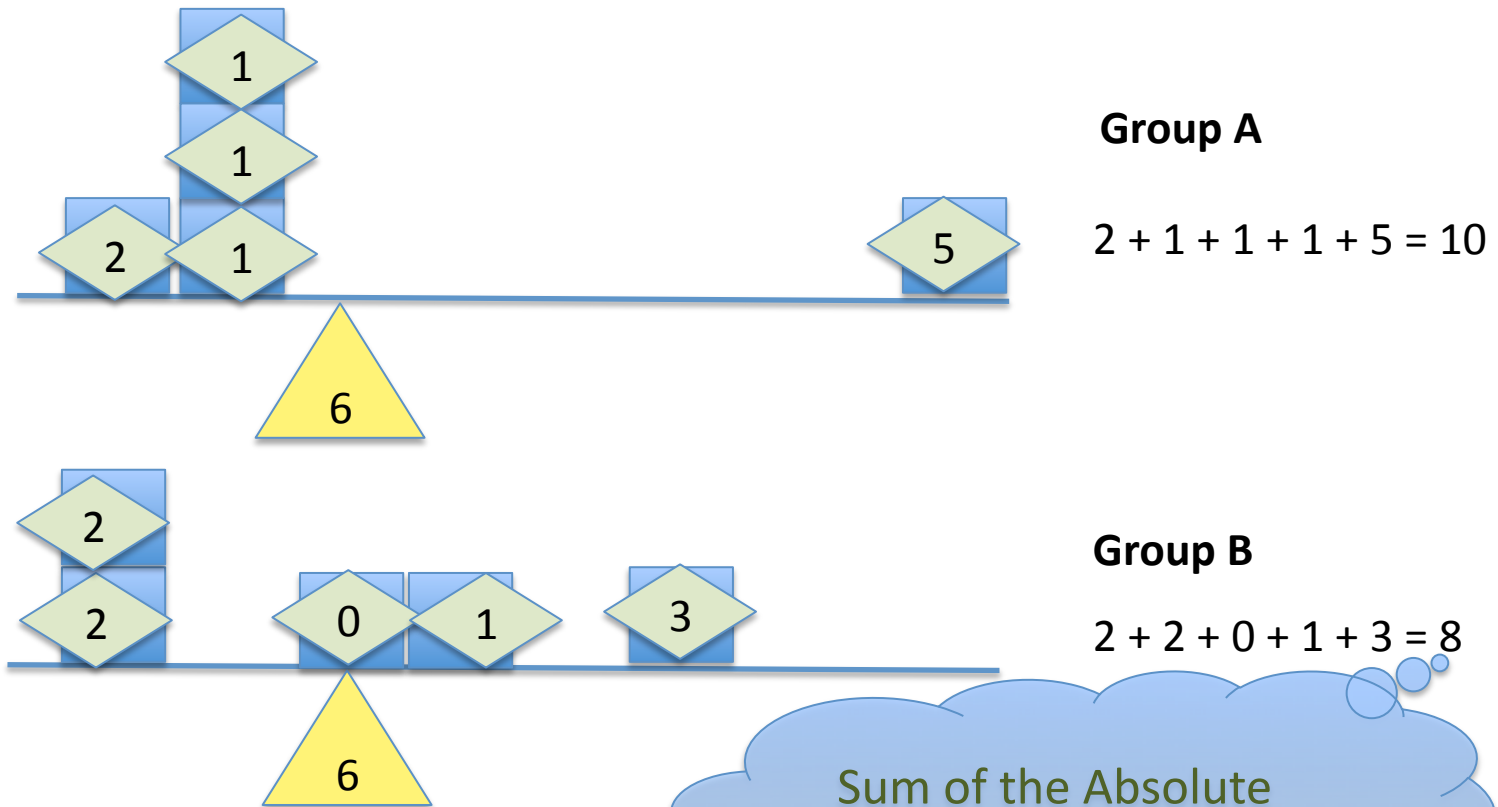 1
1
2 1 5
Group A
2 + 1 + 1 + 1 + 5 = 10
6
2
2 0 1 3
Group B
2 + 2 + 0 + 1 + 3 = 8
6
Sum of the Absolute